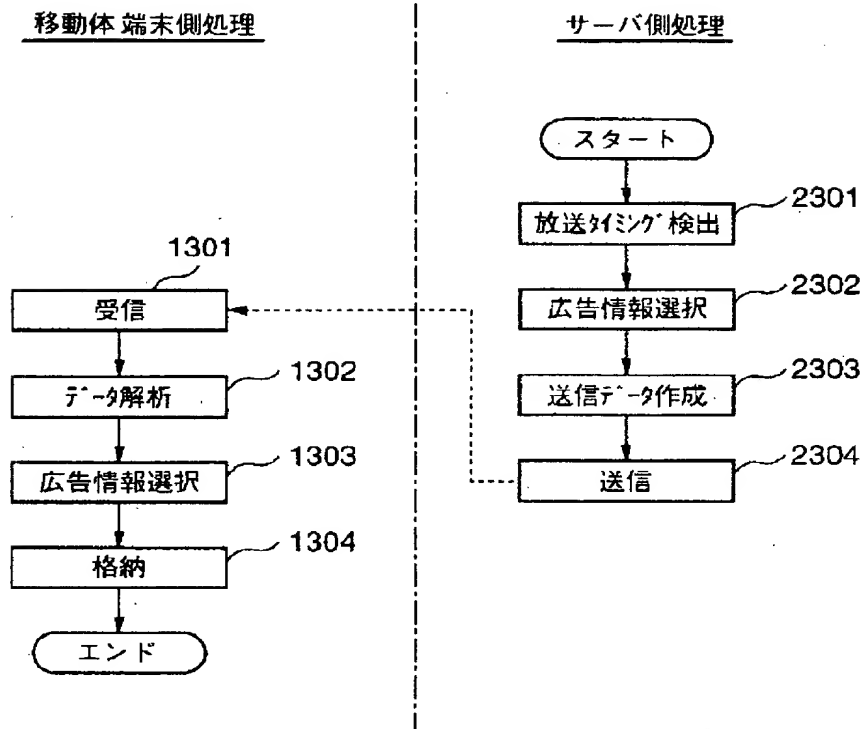 移動体端末側処理
サーバ側処理
スタート
2301
放送ﾀｲﾐﾝｸﾞ検出
2302
広告情報選択
2303
送信ﾃﾞｰﾀ作成
2304
送信
1301
受信
1302
ﾃﾞｰﾀ解析
1303
広告情報選択
1304
格納
エンド